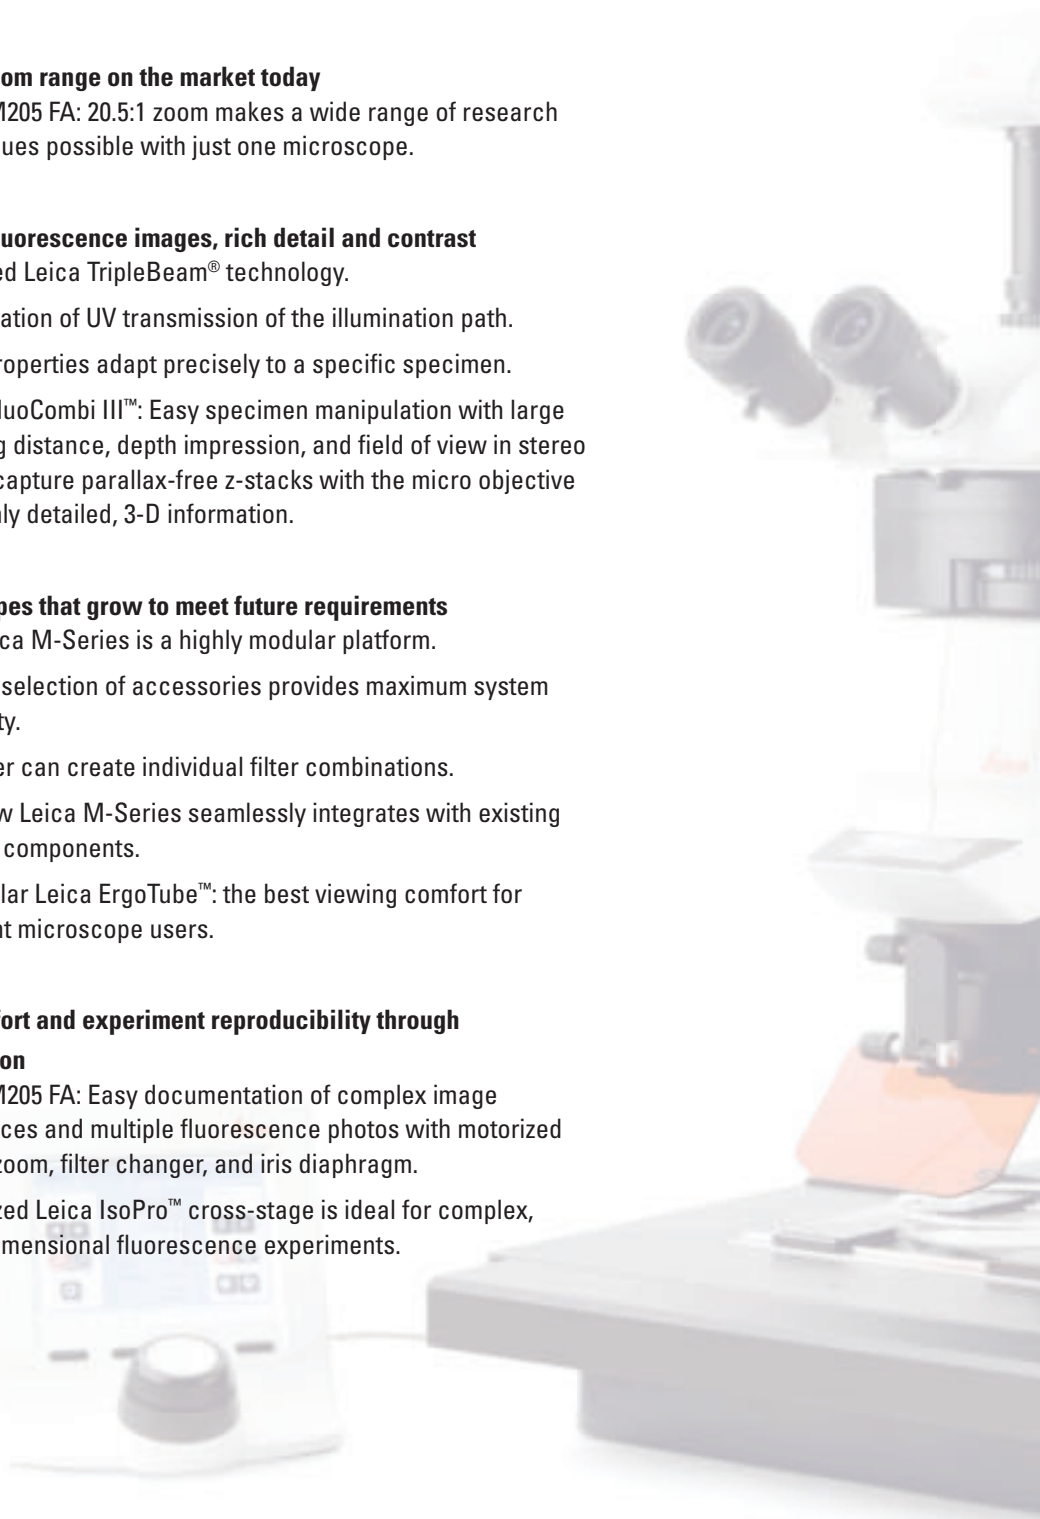 om range on the market today
M205 FA: 20.5:1 zoom makes a wide range of research
ues possible with just one microscope.
uorescence images, rich detail and contrast
ed Leica TripleBeam® technology.
ation of UV transmission of the illumination path.
roperties adapt precisely to a specific specimen.
luoCombi III™: Easy specimen manipulation with large
g distance, depth impression, and field of view in stereo
capture parallax-free z-stacks with the micro objective
ly detailed, 3-D information.
pes that grow to meet future requirements
ca M-Series is a highly modular platform.
selection of accessories provides maximum system
ty.
er can create individual filter combinations.
w Leica M-Series seamlessly integrates with existing
components.
lar Leica ErgoTube™: the best viewing comfort for
nt microscope users.
fort and experiment reproducibility through
on
M205 FA: Easy documentation of complex image
ces and multiple fluorescence photos with motorized
zoom, filter changer, and iris diaphragm.
zed Leica IsoPro™ cross-stage is ideal for complex,
mensional fluorescence experiments.
Leica